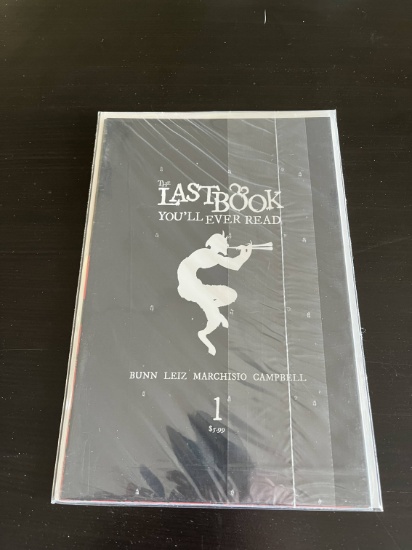 The
LAST BOOK
YOU'LL EVER READ
BUNN LEIZ MARCHISIO CAMPBELL
1
$5.99